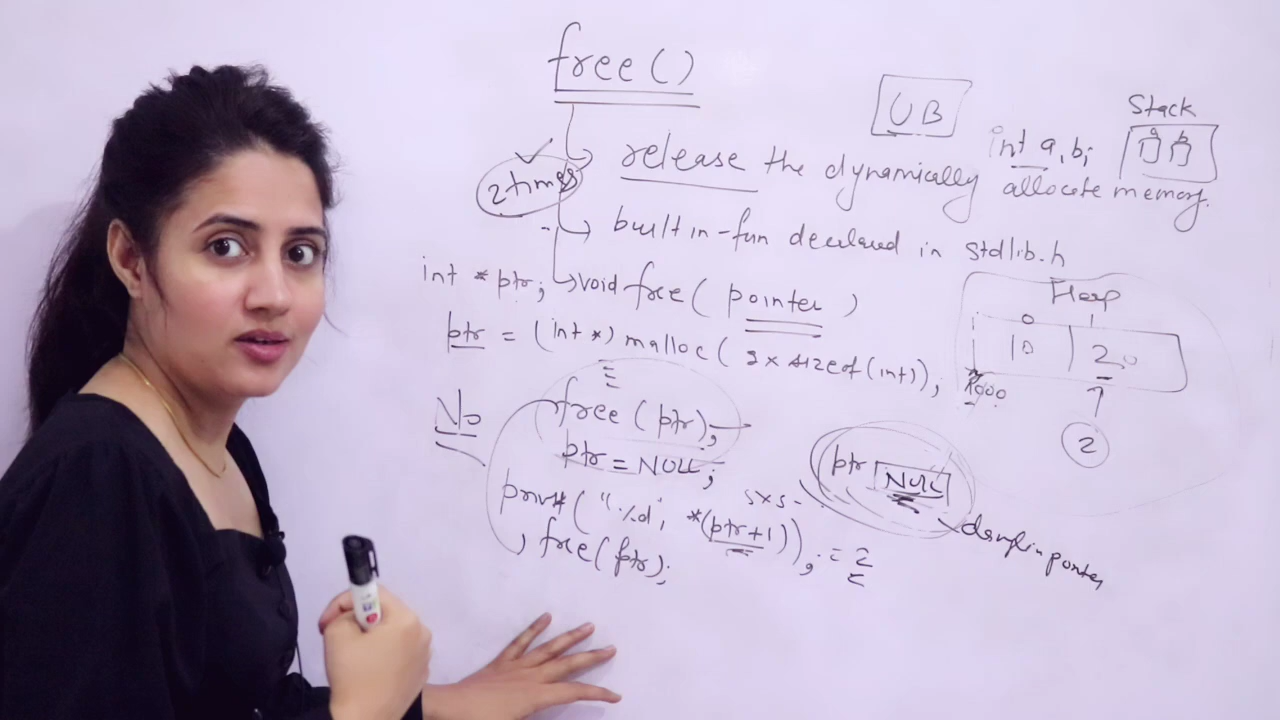 free()
UB
Stack
int a, b;
a b
2 times
release the dynamically allocate memory.
built in-fun declared in stdlib.h
int *ptr;
void free( pointer )
Heap
0 1
10 20
1000
2
ptr = (int *) malloc( 3 x sizeof(int));
No
free (ptr);
ptr = NULL;
ptr NULL
printf( "%d", *(ptr+1)); = 2
free(ptr);